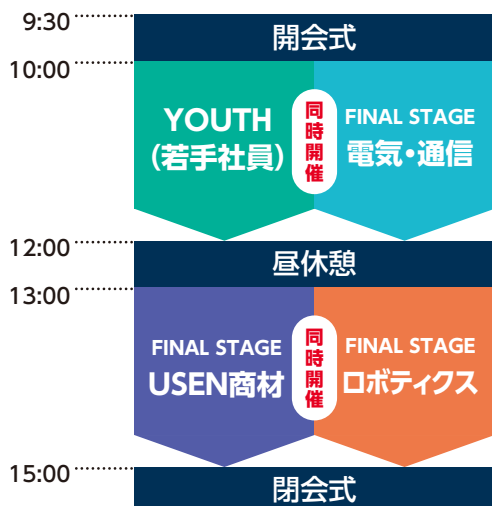 9:30
開会式
10:00
YOUTH
(若手社員)
同時開催
FINAL STAGE
電気・通信
12:00
昼休憩
13:00
FINAL STAGE
USEN商材
同時開催
FINAL STAGE
ロボティクス
15:00
閉会式